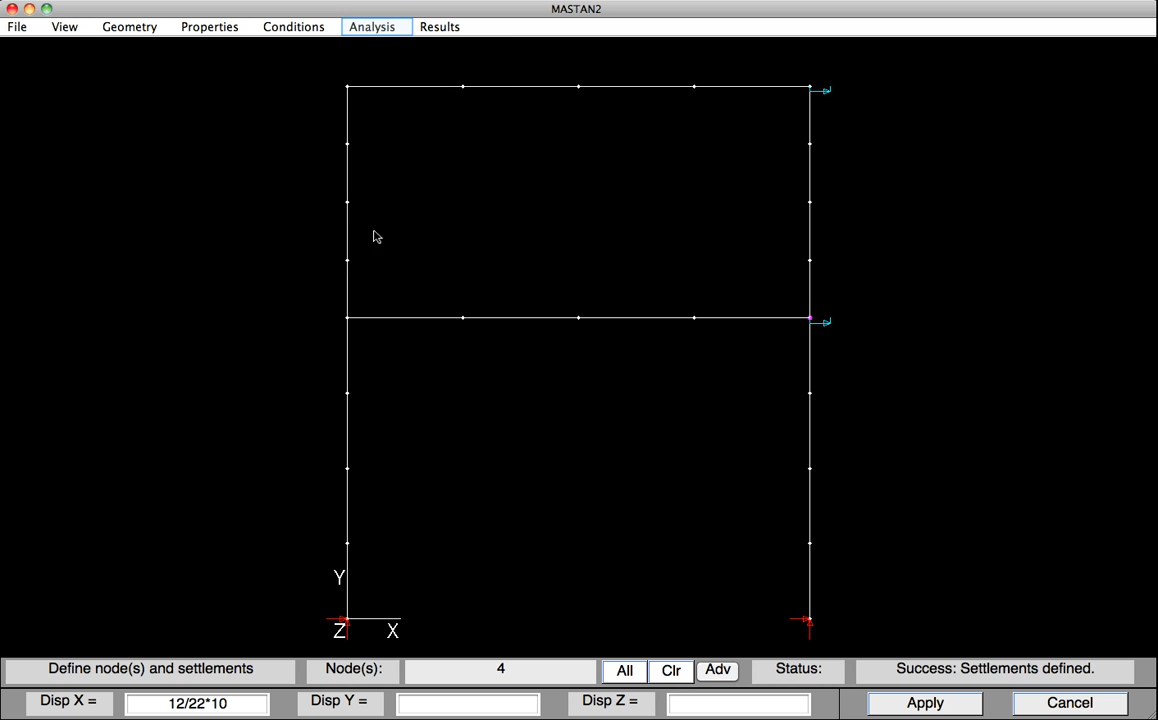 MASTAN2
File View Geometry Properties Conditions Analysis Results
Y
Z X
Define node(s) and settlements Node(s): 4 All Clr Adv Status: Success: Settlements defined.
Disp X = 12/22*10 Disp Y = Disp Z = Apply Cancel